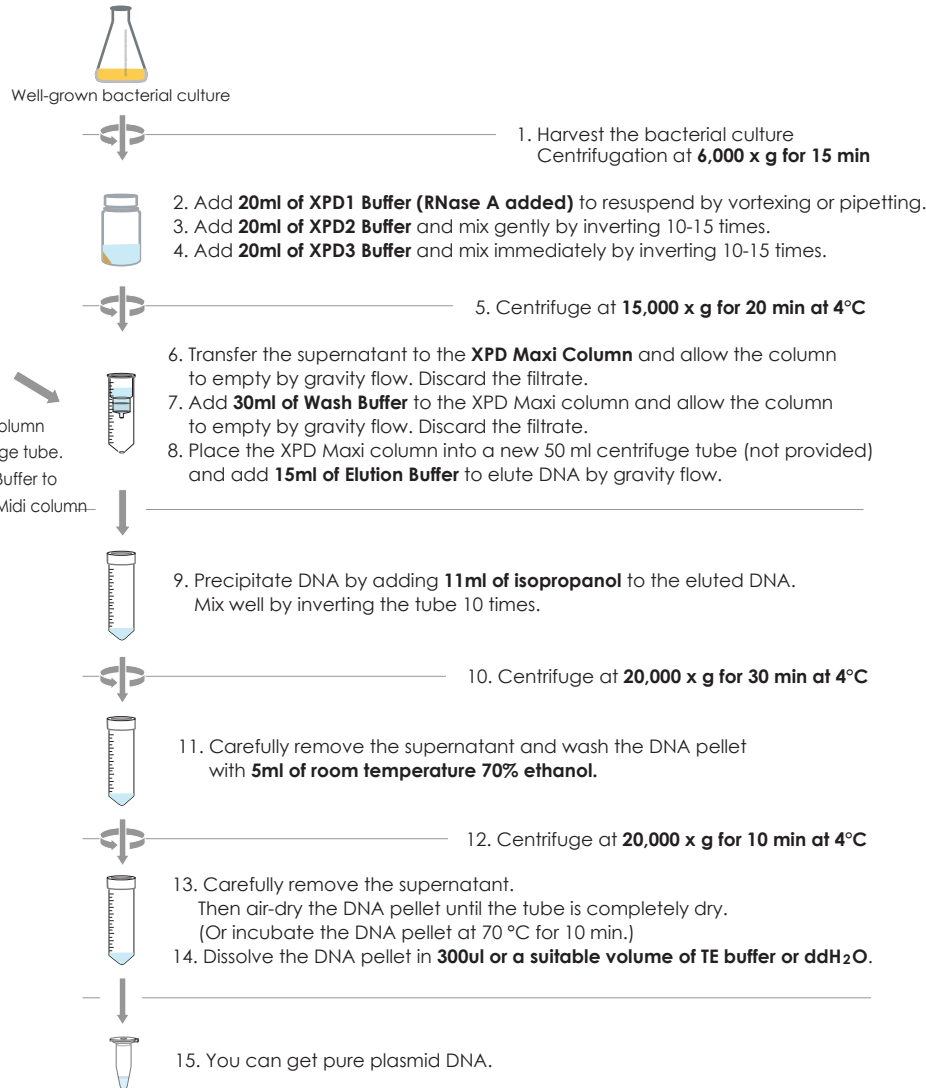 Well-grown bacterial culture
1. Harvest the bacterial culture
Centrifugation at 6,000 x g for 15 min
2. Add 20ml of XPD1 Buffer (RNase A added) to resuspend by vortexing or pipetting.
3. Add 20ml of XPD2 Buffer and mix gently by inverting 10-15 times.
4. Add 20ml of XPD3 Buffer and mix immediately by inverting 10-15 times.
5. Centrifuge at 15,000 x g for 20 min at 4°C
6. Transfer the supernatant to the XPD Maxi Column and allow the column
to empty by gravity flow. Discard the filtrate.
7. Add 30ml of Wash Buffer to the XPD Maxi column and allow the column
to empty by gravity flow. Discard the filtrate.
8. Place the XPD Maxi column into a new 50 ml centrifuge tube (not provided)
and add 15ml of Elution Buffer to elute DNA by gravity flow.
olumn
ge tube.
Buffer to
Midi column
9. Precipitate DNA by adding 11ml of isopropanol to the eluted DNA.
Mix well by inverting the tube 10 times.
10. Centrifuge at 20,000 x g for 30 min at 4°C
11. Carefully remove the supernatant and wash the DNA pellet
with 5ml of room temperature 70% ethanol.
12. Centrifuge at 20,000 x g for 10 min at 4°C
13. Carefully remove the supernatant.
Then air-dry the DNA pellet until the tube is completely dry.
(Or incubate the DNA pellet at 70 °C for 10 min.)
14. Dissolve the DNA pellet in 300ul or a suitable volume of TE buffer or ddH₂O.
15. You can get pure plasmid DNA.